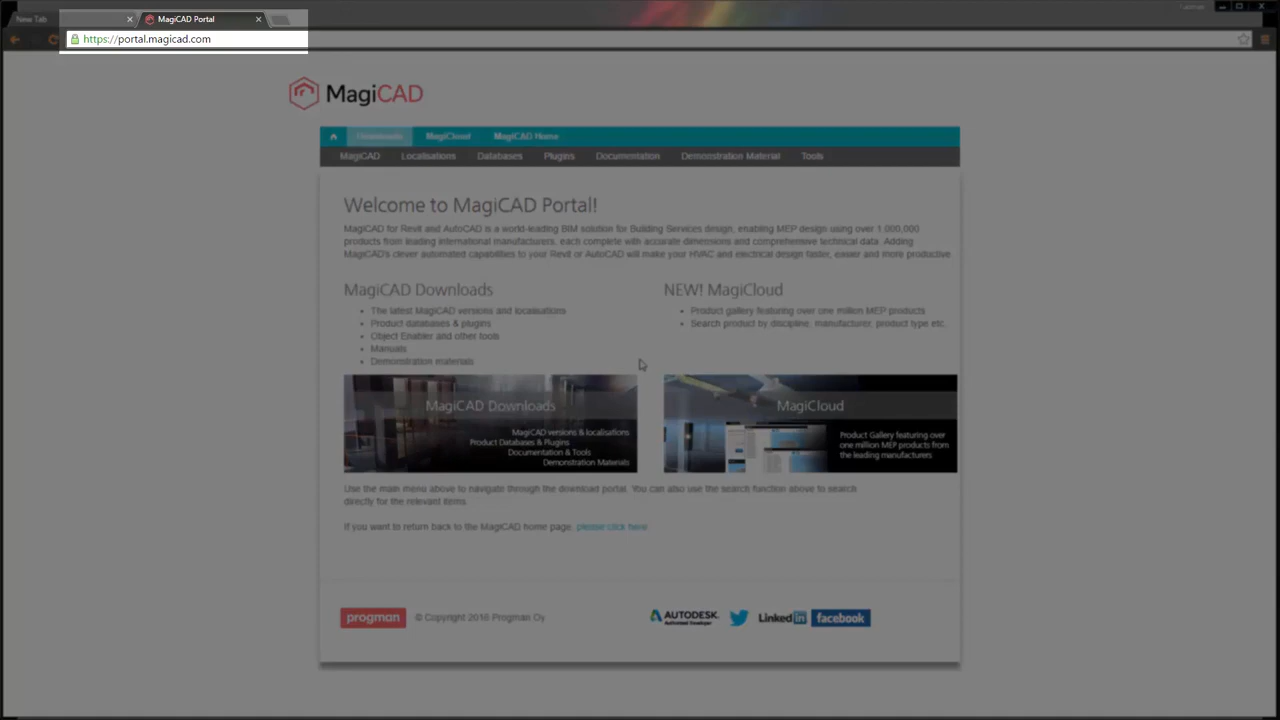 New Tab
MagiCAD Portal
https://portal.magicad.com
MagiCAD
Downloads MagiCloud MagiCAD Home
MagiCAD Localisations Databases Plugins Documentation Demonstration Material Tools
Welcome to MagiCAD Portal!
MagiCAD for Revit and AutoCAD is a world-leading BIM solution for Building Services design, enabling MEP design using over 1,000,000
products from leading international manufacturers, each complete with accurate dimensions and comprehensive technical data. Adding
MagiCAD's clever automated capabilities to your Revit or AutoCAD will make your HVAC and electrical design faster, easier and more productive.
MagiCAD Downloads
• The latest MagiCAD versions and localisations
• Product databases & plugins
• Object Enabler and other tools
• Manuals
• Demonstration materials
NEW! MagiCloud
• Product gallery featuring over one million MEP products
• Search product by discipline, manufacturer, product type etc.
MagiCAD Downloads
MagiCAD versions & localisations
Product Databases & Plugins
Documentation & Tools
Demonstration Materials
MagiCloud
Product Gallery featuring over
one million MEP products from
the leading manufacturers
Use the main menu above to navigate through the download portal. You can also use the search function above to search
directly for the relevant items.
If you want to return back to the MagiCAD home page, please click here
progman © Copyright 2016 Progman Oy
AUTODESK.
Authorized Developer
LinkedIn
facebook